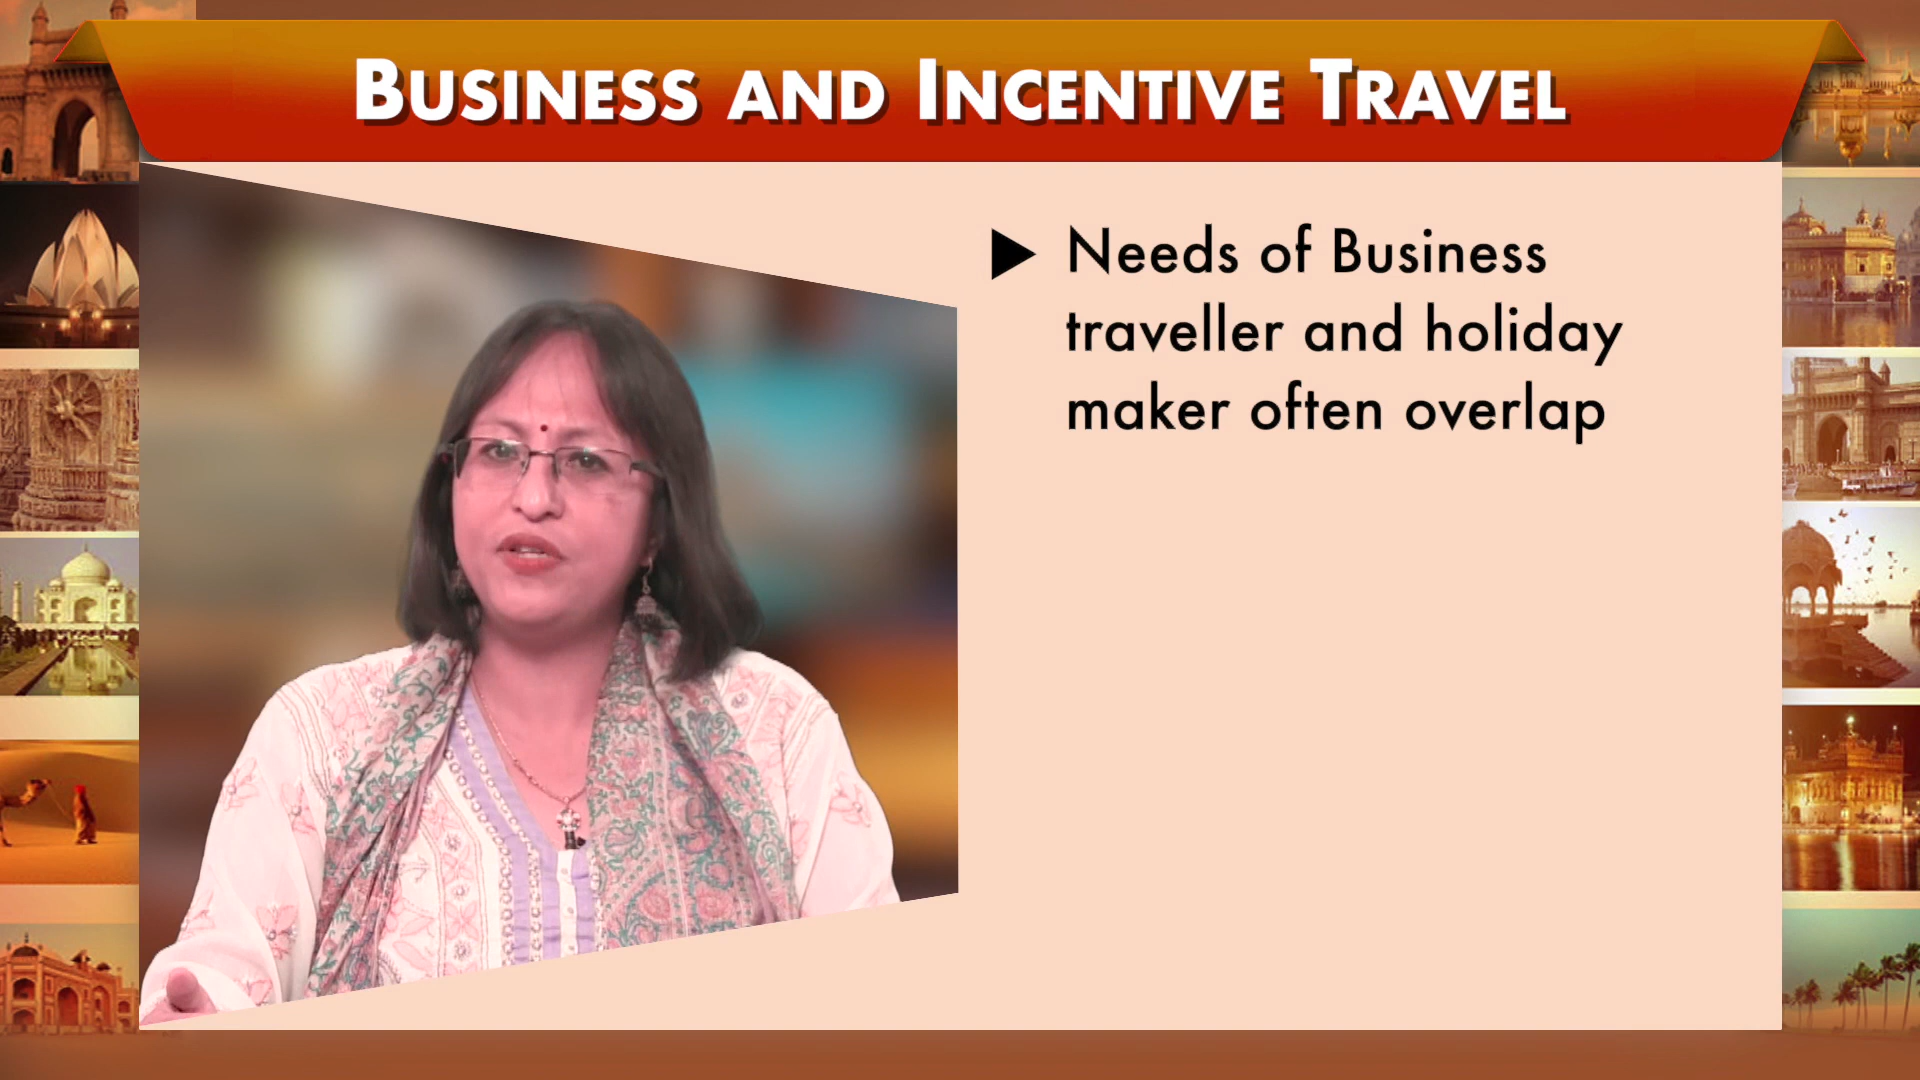 BUSINESS AND INCENTIVE TRAVEL
Needs of Business
traveller and holiday
maker often overlap